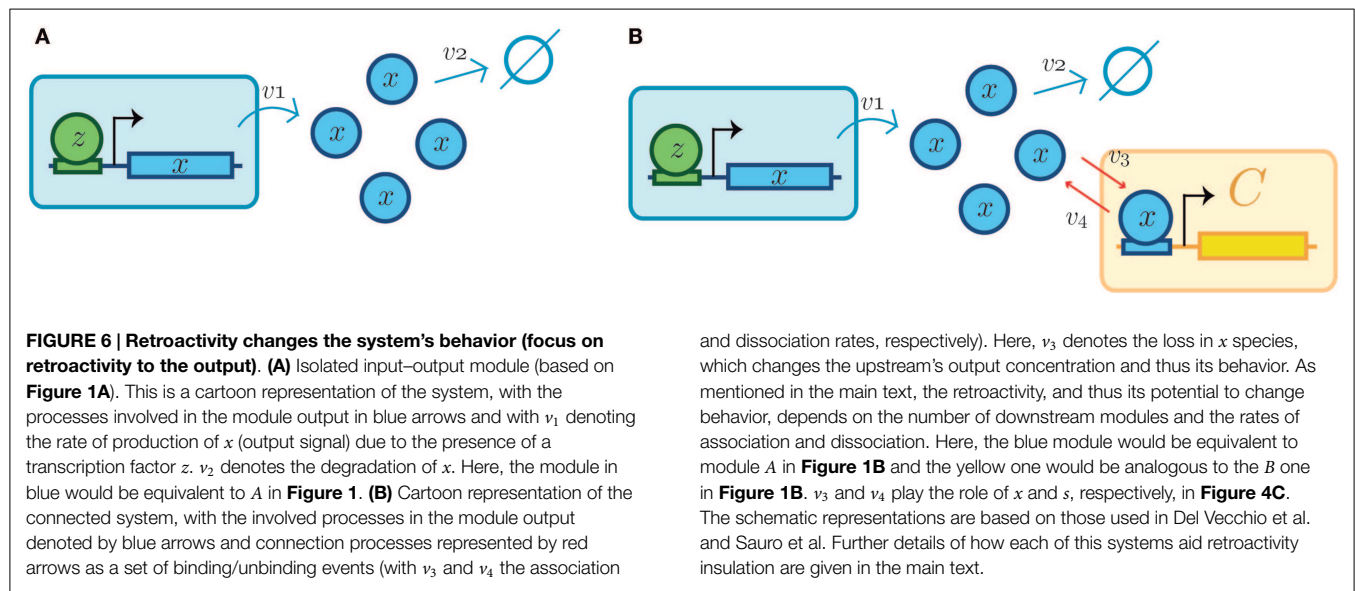 A
z
x
v1
x
x
x
x
v2
B
z
x
v1
x
x
x
x
v2
v3
v4
x
C
FIGURE 6 | Retroactivity changes the system's behavior (focus on
retroactivity to the output). (A) Isolated input–output module (based on
Figure 1A). This is a cartoon representation of the system, with the
processes involved in the module output in blue arrows and with v1 denoting
the rate of production of x (output signal) due to the presence of a
transcription factor z. v2 denotes the degradation of x. Here, the module in
blue would be equivalent to A in Figure 1. (B) Cartoon representation of the
connected system, with the involved processes in the module output
denoted by blue arrows and connection processes represented by red
arrows as a set of binding/unbinding events (with v3 and v4 the association
and dissociation rates, respectively). Here, v3 denotes the loss in x species,
which changes the upstream's output concentration and thus its behavior. As
mentioned in the main text, the retroactivity, and thus its potential to change
behavior, depends on the number of downstream modules and the rates of
association and dissociation. Here, the blue module would be equivalent to
module A in Figure 1B and the yellow one would be analogous to the B one
in Figure 1B. v3 and v4 play the role of x and s, respectively, in Figure 4C.
The schematic representations are based on those used in Del Vecchio et al.
and Sauro et al. Further details of how each of this systems aid retroactivity
insulation are given in the main text.